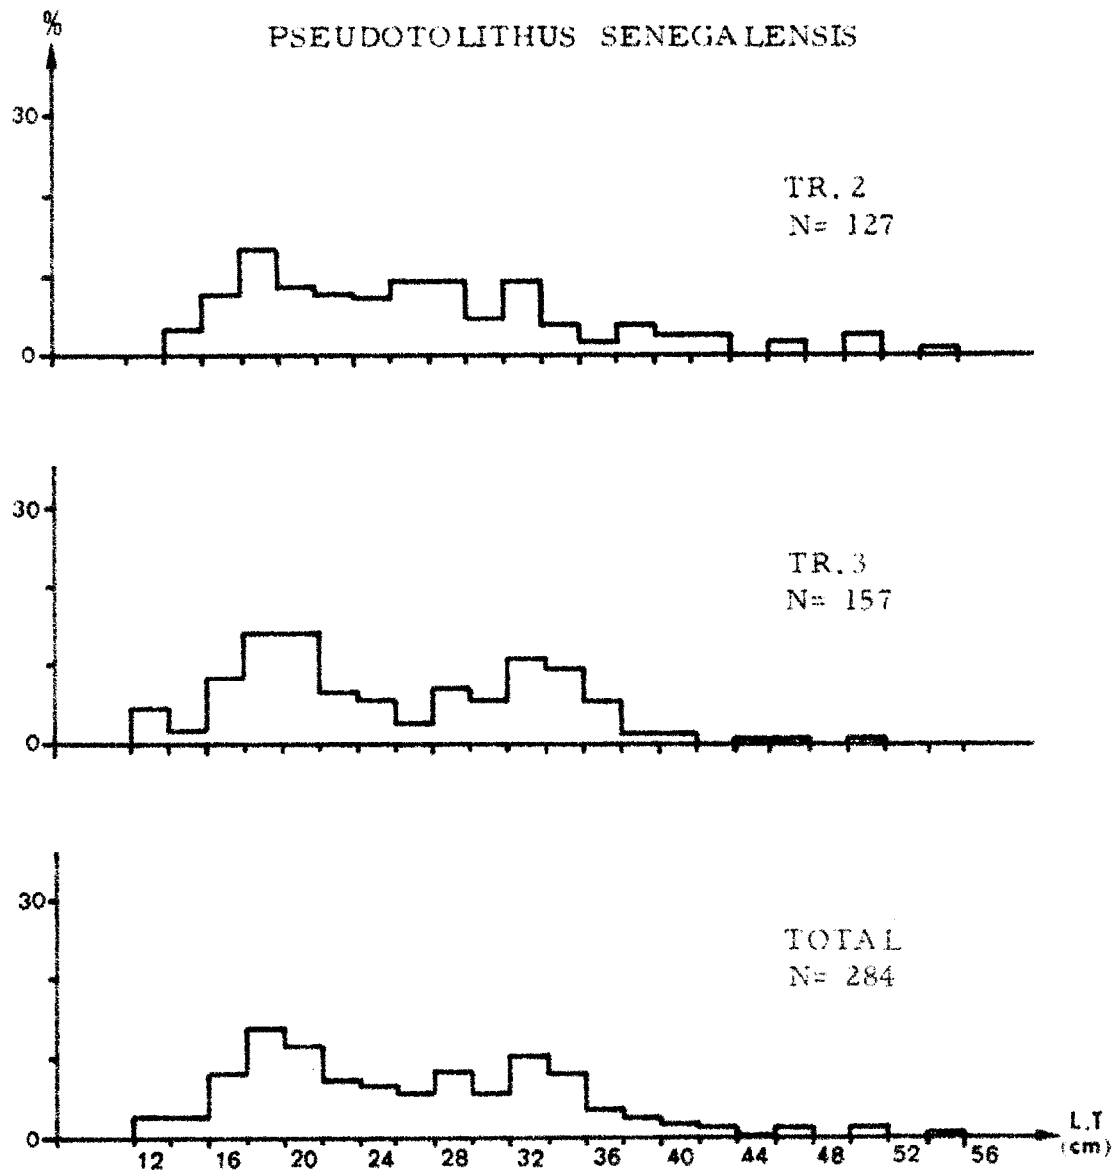 %
PSEUDOTOLITHUS SENEGALENSIS
30
TR. 2
N= 127
0
30
TR. 3
N= 157
0
30
TOTAL
N= 284
0
L.T
(cm)
12 16 20 24 28 32 36 40 44 48 52 56